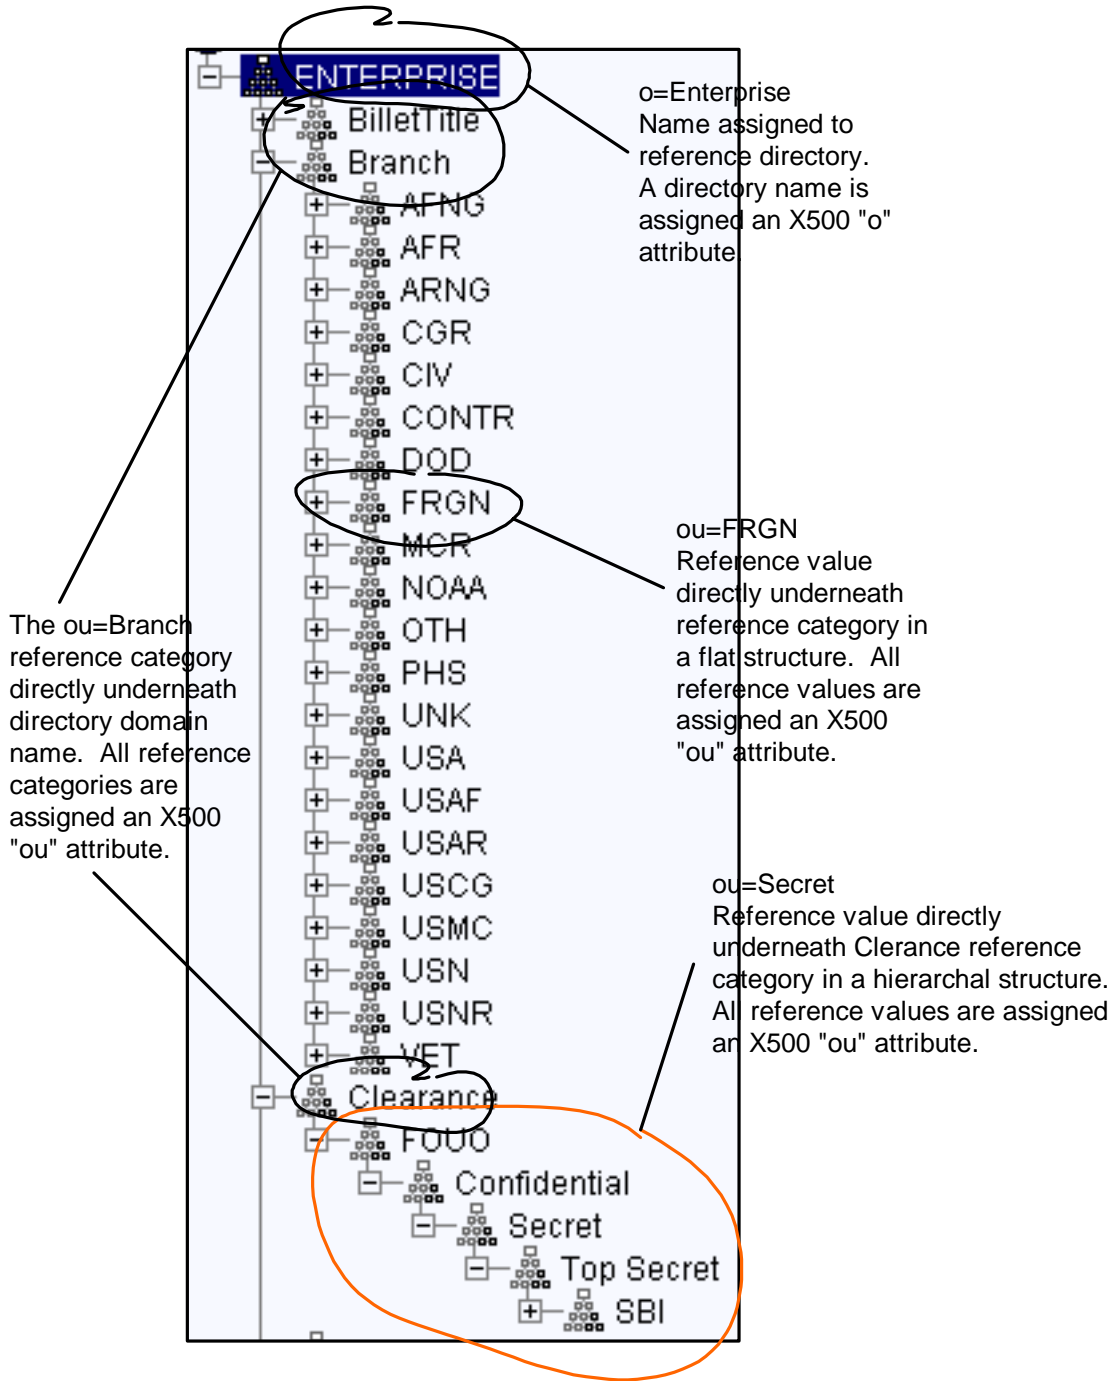 ENTERPRISE
BilletTitle
Branch
AFNG
AFR
ARNG
CGR
CIV
CONTR
DOD
FRGN
MCR
NOAA
OTH
PHS
UNK
USA
USAF
USAR
USCG
USMC
USN
USNR
VET
Clearance
FOUO
Confidential
Secret
Top Secret
SBI
o=Enterprise
Name assigned to
reference directory.
A directory name is
assigned an X500 "o"
attribute.
ou=FRGN
Reference value
directly underneath
reference category in
a flat structure.  All
reference values are
assigned an X500
"ou" attribute.
The ou=Branch
reference category
directly underneath
directory domain
name.  All reference
categories are
assigned an X500
"ou" attribute.
ou=Secret
Reference value directly
underneath Clerance reference
category in a hierarchal structure.
All reference values are assigned
an X500 "ou" attribute.